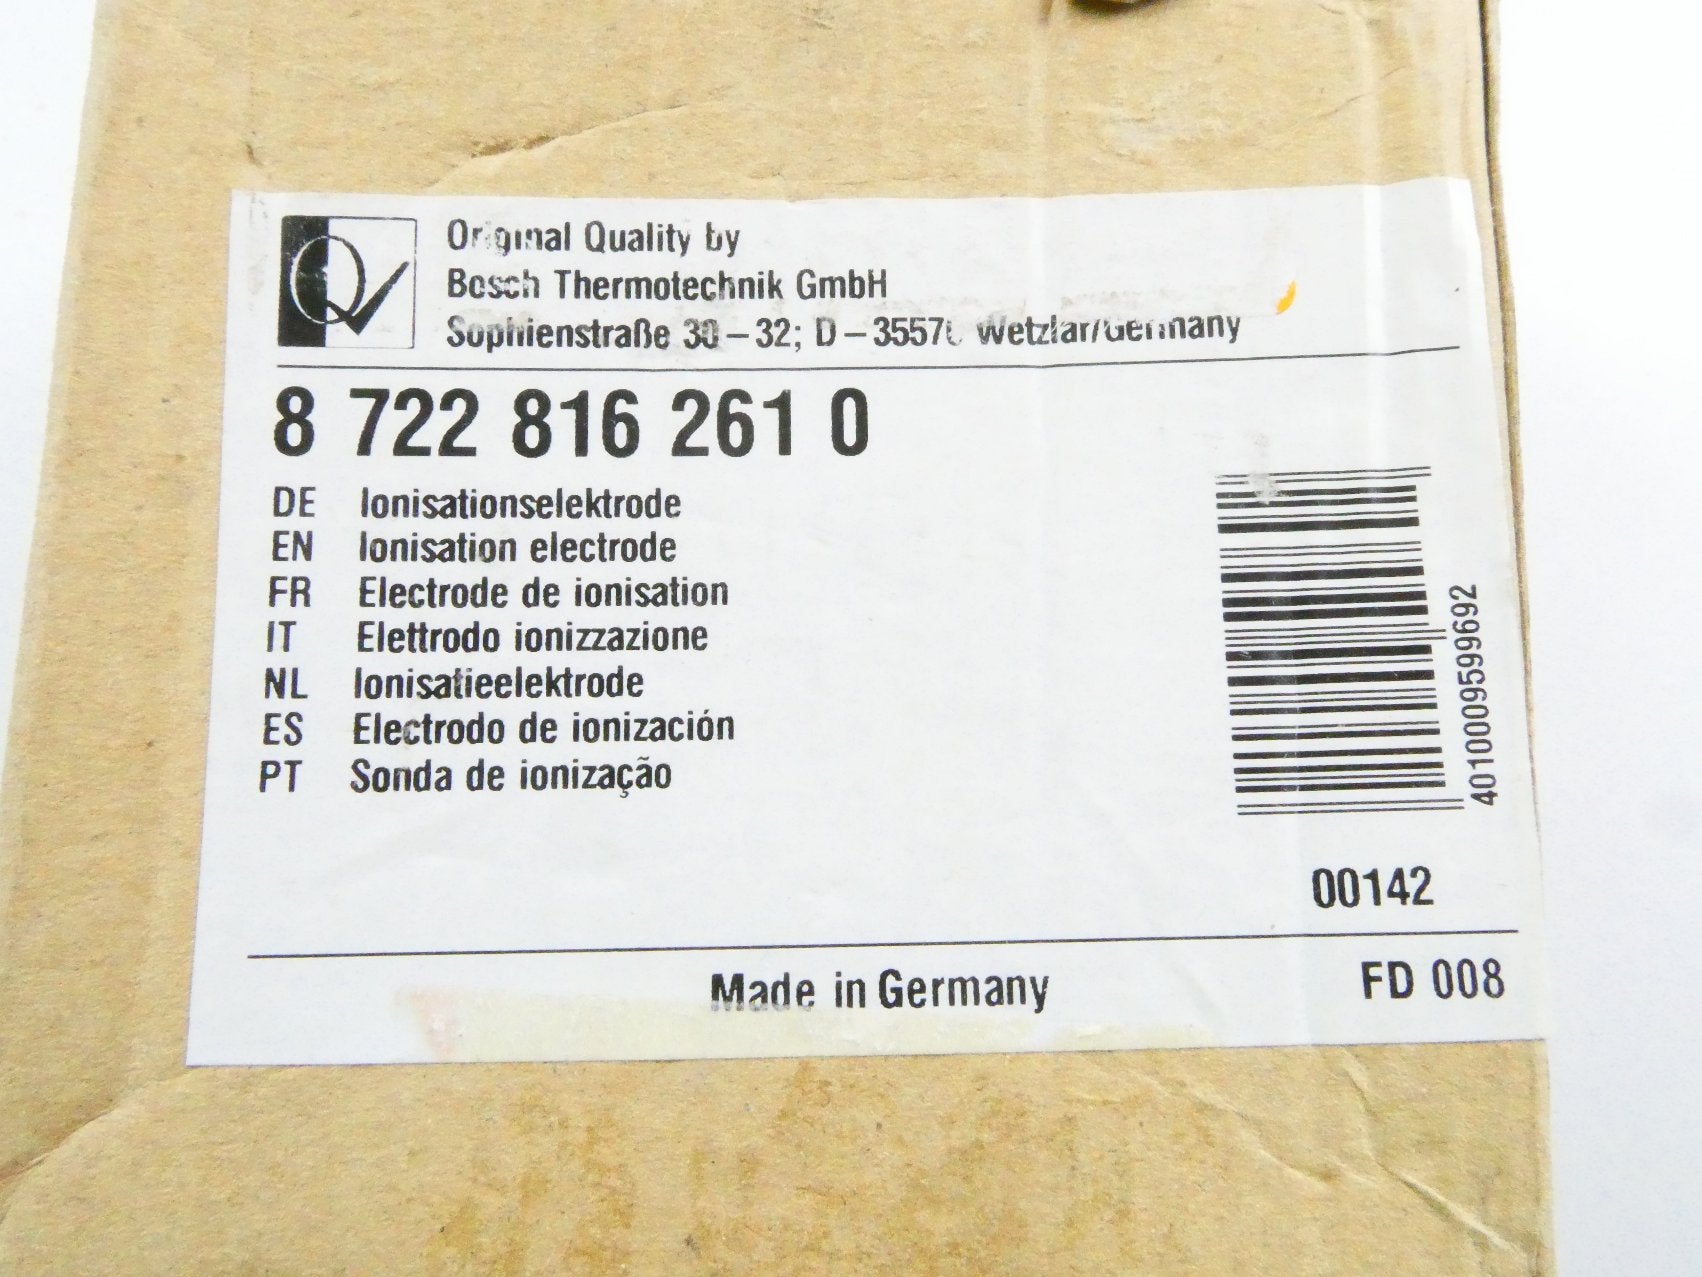 Original Quality by
Bosch Thermotechnik GmbH
Sophienstraße 30 – 32; D – 35576 Wetzlar/Germany
8 722 816 261 0
DE Ionisationselektrode
EN Ionisation electrode
FR Electrode de ionisation
IT Elettrodo ionizzazione
NL Ionisatieelektrode
ES Electrodo de ionización
PT Sonda de ionização
4010009599692
00142
Made in Germany
FD 008